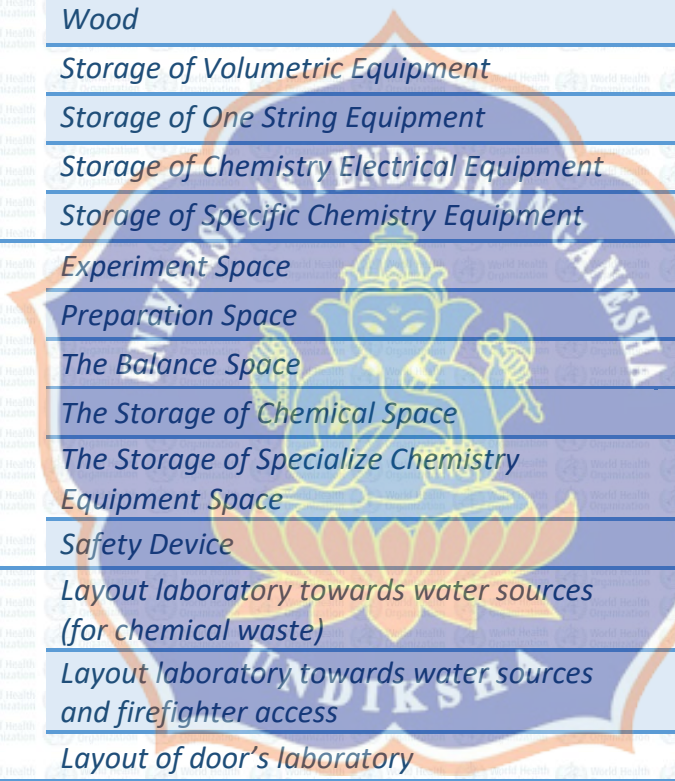 Wood
Storage of Volumetric Equipment
Storage of One String Equipment
Storage of Chemistry Electrical Equipment
Storage of Specific Chemistry Equipment
Experiment Space
Preparation Space
The Balance Space
The Storage of Chemical Space
The Storage of Specialize Chemistry
Equipment Space
Safety Device
Layout laboratory towards water sources
(for chemical waste)
Layout laboratory towards water sources
and firefighter access
Layout of door's laboratory
UNIVERSITAS PENDIDIKAN GANESHA
UNDIKSHA
World Health
Organization